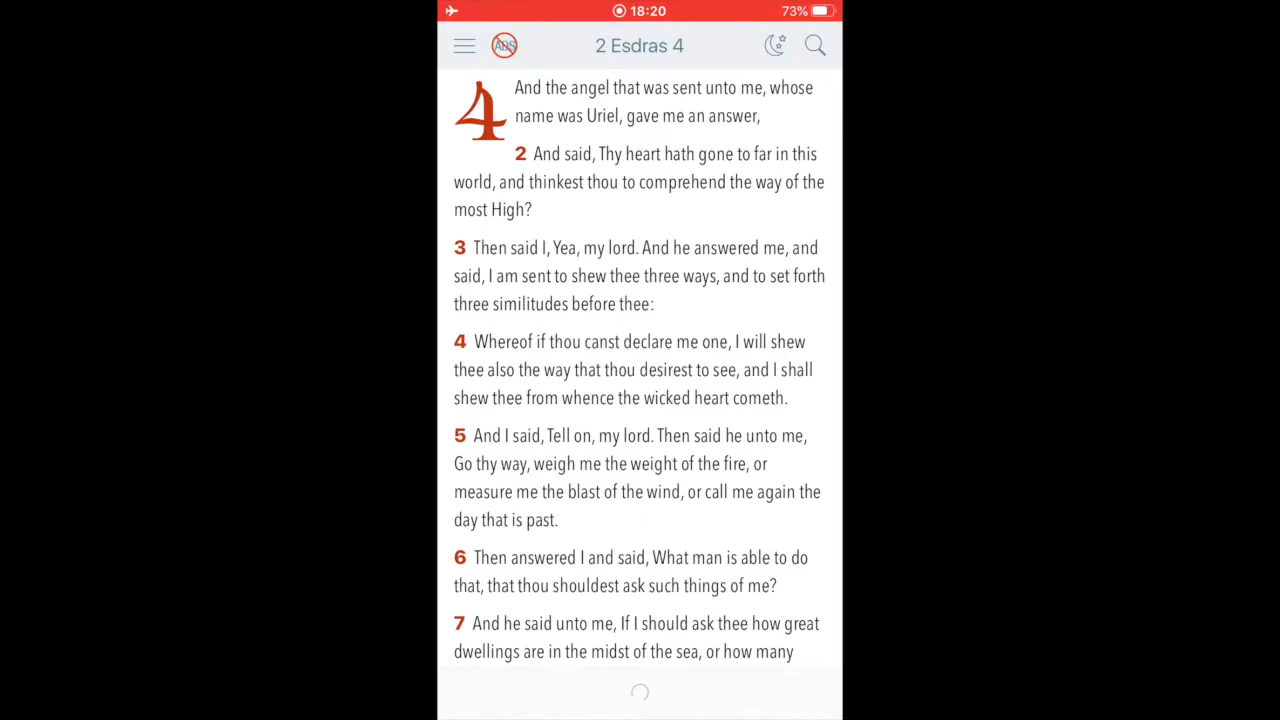 18:20
73%
ADS
2 Esdras 4
4 And the angel that was sent unto me, whose
name was Uriel, gave me an answer,
2 And said, Thy heart hath gone to far in this
world, and thinkest thou to comprehend the way of the
most High?
3 Then said I, Yea, my lord. And he answered me, and
said, I am sent to shew thee three ways, and to set forth
three similitudes before thee:
4 Whereof if thou canst declare me one, I will shew
thee also the way that thou desirest to see, and I shall
shew thee from whence the wicked heart cometh.
5 And I said, Tell on, my lord. Then said he unto me,
Go thy way, weigh me the weight of the fire, or
measure me the blast of the wind, or call me again the
day that is past.
6 Then answered I and said, What man is able to do
that, that thou shouldest ask such things of me?
7 And he said unto me, If I should ask thee how great
dwellings are in the midst of the sea, or how many